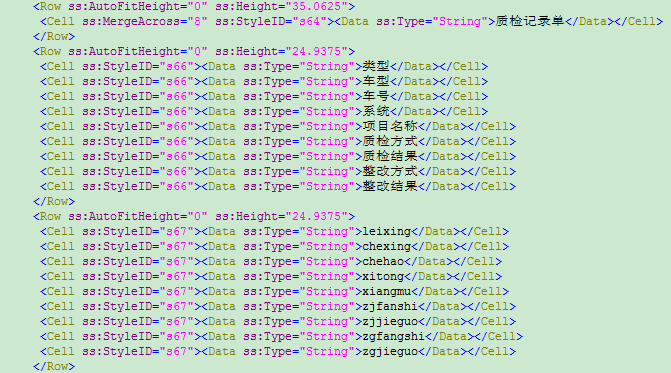 <Row ss:AutoFitHeight="0" ss:Height="35.0625">
<Cell ss:MergeAcross="8" ss:StyleID="s64"><Data ss:Type="String">质检记录单</Data></Cell>
</Row>
<Row ss:AutoFitHeight="0" ss:Height="24.9375">
<Cell ss:StyleID="s66"><Data ss:Type="String">类型</Data></Cell>
<Cell ss:StyleID="s66"><Data ss:Type="String">车型</Data></Cell>
<Cell ss:StyleID="s66"><Data ss:Type="String">车号</Data></Cell>
<Cell ss:StyleID="s66"><Data ss:Type="String">系统</Data></Cell>
<Cell ss:StyleID="s66"><Data ss:Type="String">项目名称</Data></Cell>
<Cell ss:StyleID="s66"><Data ss:Type="String">质检方式</Data></Cell>
<Cell ss:StyleID="s66"><Data ss:Type="String">质检结果</Data></Cell>
<Cell ss:StyleID="s66"><Data ss:Type="String">整改方式</Data></Cell>
<Cell ss:StyleID="s66"><Data ss:Type="String">整改结果</Data></Cell>
</Row>
<Row ss:AutoFitHeight="0" ss:Height="24.9375">
<Cell ss:StyleID="s67"><Data ss:Type="String">leixing</Data></Cell>
<Cell ss:StyleID="s67"><Data ss:Type="String">chexing</Data></Cell>
<Cell ss:StyleID="s67"><Data ss:Type="String">chehao</Data></Cell>
<Cell ss:StyleID="s67"><Data ss:Type="String">xitong</Data></Cell>
<Cell ss:StyleID="s67"><Data ss:Type="String">xiangmu</Data></Cell>
<Cell ss:StyleID="s67"><Data ss:Type="String">zjfanshi</Data></Cell>
<Cell ss:StyleID="s67"><Data ss:Type="String">zjjieguo</Data></Cell>
<Cell ss:StyleID="s67"><Data ss:Type="String">zgfangshi</Data></Cell>
<Cell ss:StyleID="s67"><Data ss:Type="String">zgjieguo</Data></Cell>
</Row>